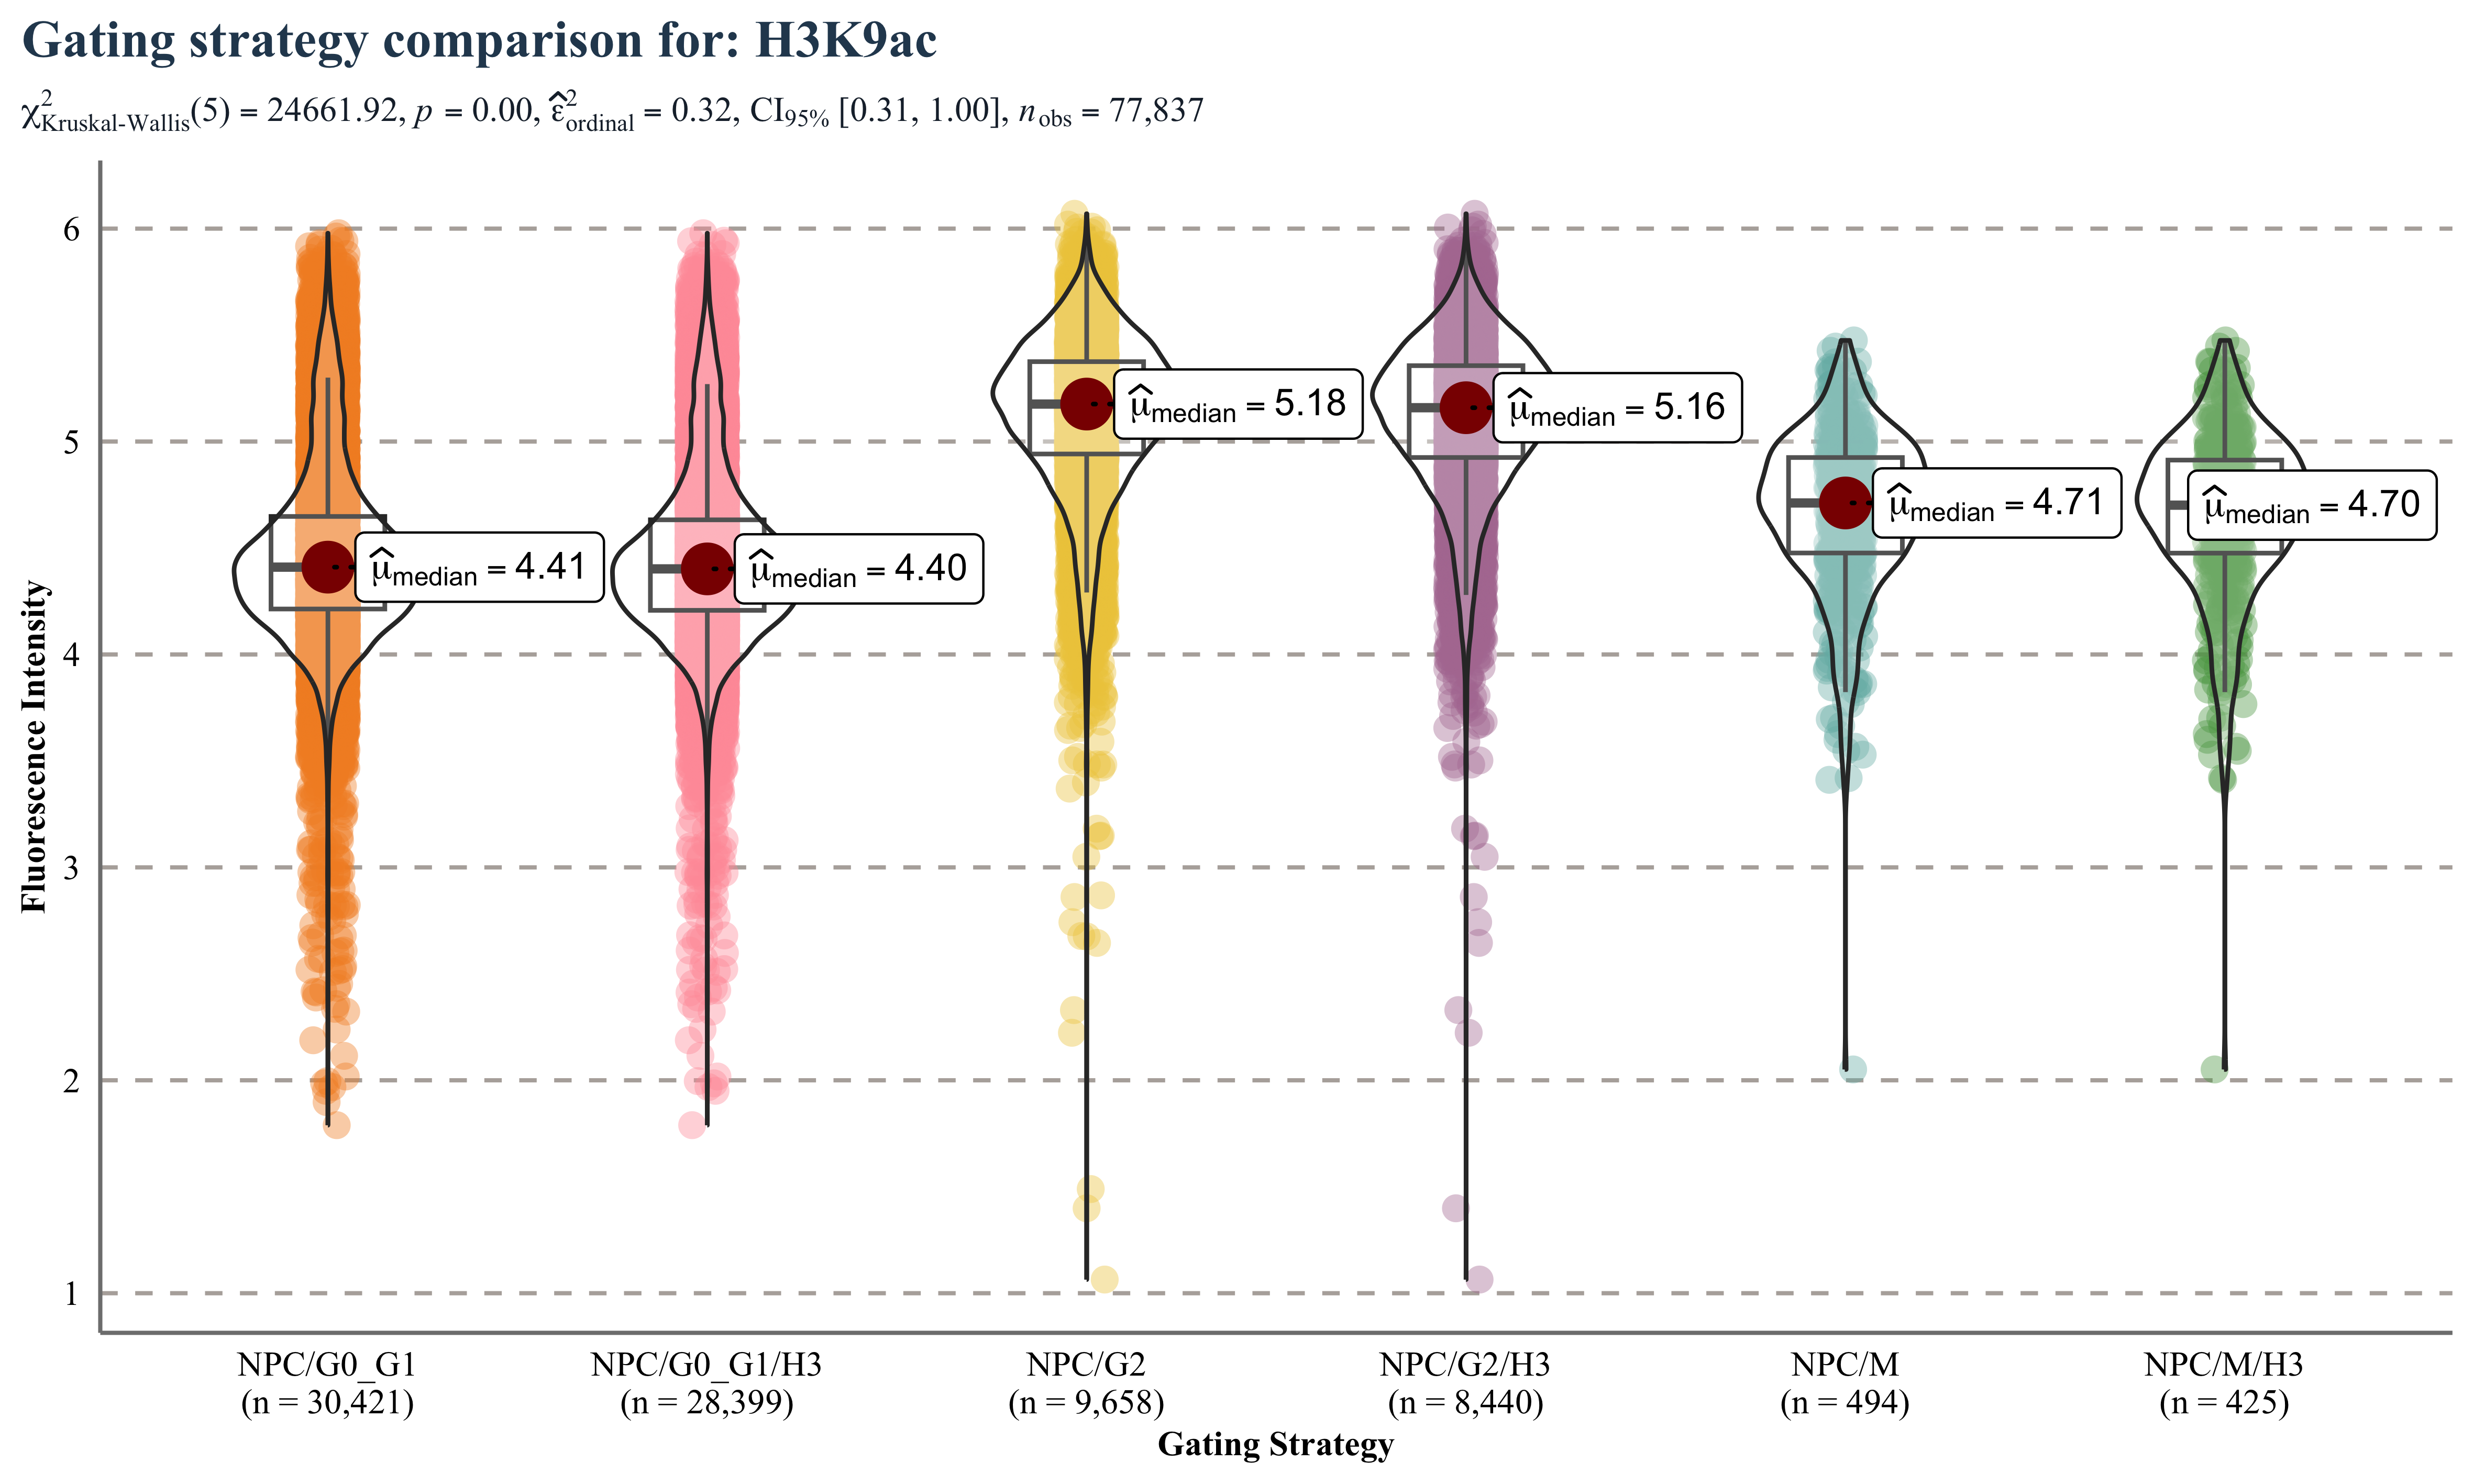 Gating strategy comparison for: H3K9ac
χ²Kruskal-Wallis(5) = 24661.92, p = 0.00, ε̂²ordinal = 0.32, CI95% [0.31, 1.00], nobs = 77,837
Fluorescence Intensity
6
5
4
3
2
1
μ̂median = 4.41
μ̂median = 4.40
μ̂median = 5.18
μ̂median = 5.16
μ̂median = 4.71
μ̂median = 4.70
NPC/G0_G1
(n = 30,421)
NPC/G0_G1/H3
(n = 28,399)
NPC/G2
(n = 9,658)
NPC/G2/H3
(n = 8,440)
NPC/M
(n = 494)
NPC/M/H3
(n = 425)
Gating Strategy